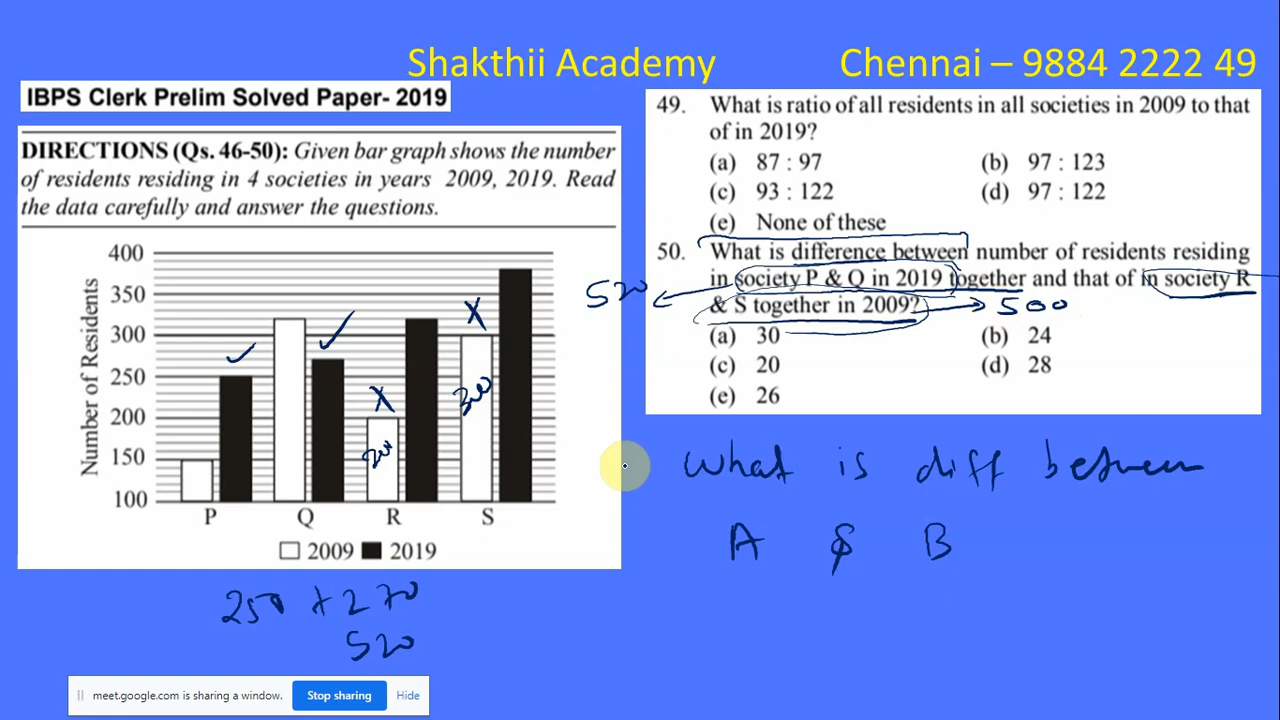 Shakthii Academy
Chennai – 9884 2222 49
IBPS Clerk Prelim Solved Paper- 2019
DIRECTIONS (Qs. 46-50): Given bar graph shows the number
of residents residing in 4 societies in years 2009, 2019. Read
the data carefully and answer the questions.
Number of Residents
400
350
300
250
200
150
100
200
300
P Q R S
2009 2019
250 + 270
520
49. What is ratio of all residents in all societies in 2009 to that
of in 2019?
(a) 87 : 97 (b) 97 : 123
(c) 93 : 122 (d) 97 : 122
(e) None of these
50. What is difference between number of residents residing
in society P & Q in 2019 together and that of in society R
& S together in 2009?
520
500
(a) 30 (b) 24
(c) 20 (d) 28
(e) 26
What is diff between
A & B
meet.google.com is sharing a window. Stop sharing Hide